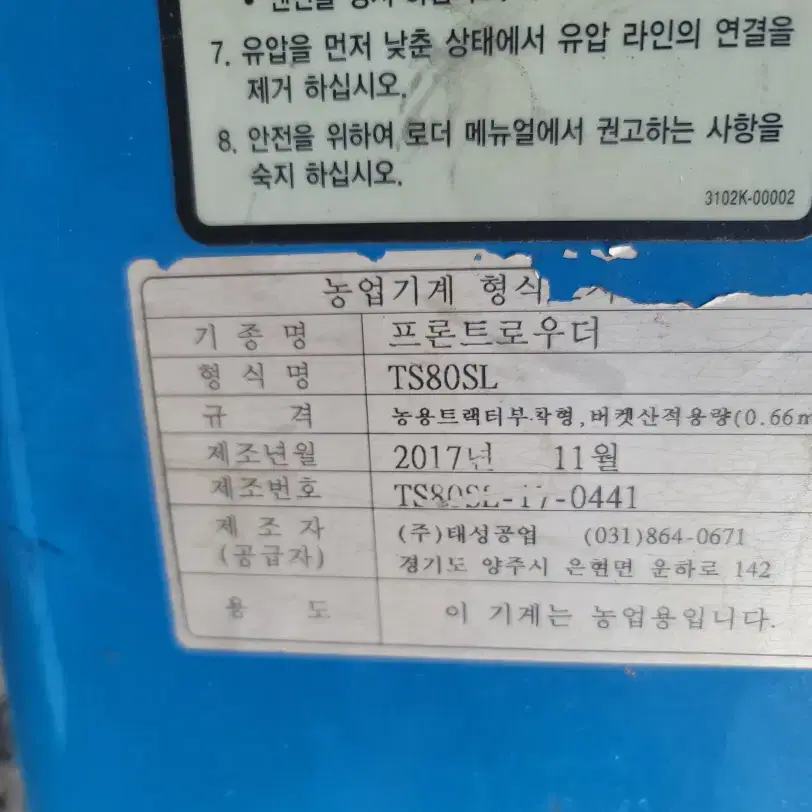 7. 유압을 먼저 낮춘 상태에서 유압 라인의 연결을
제거 하십시오.
8. 안전을 위하여 로더 메뉴얼에서 권고하는 사항을
숙지 하십시오.
3102K-00002
농업기계 형식
기종명 프론트로우더
형식명 TS80SL
규격 농용트랙터부착형,버켓산적용량(0.66m
제조년월 2017년 11월
제조번호 TS80SL-17-0441
제조자 (주)태성공업 (031)864-0671
(공급자) 경기도 양주시 은현면 운하로 142
용도 이 기계는 농업용입니다.